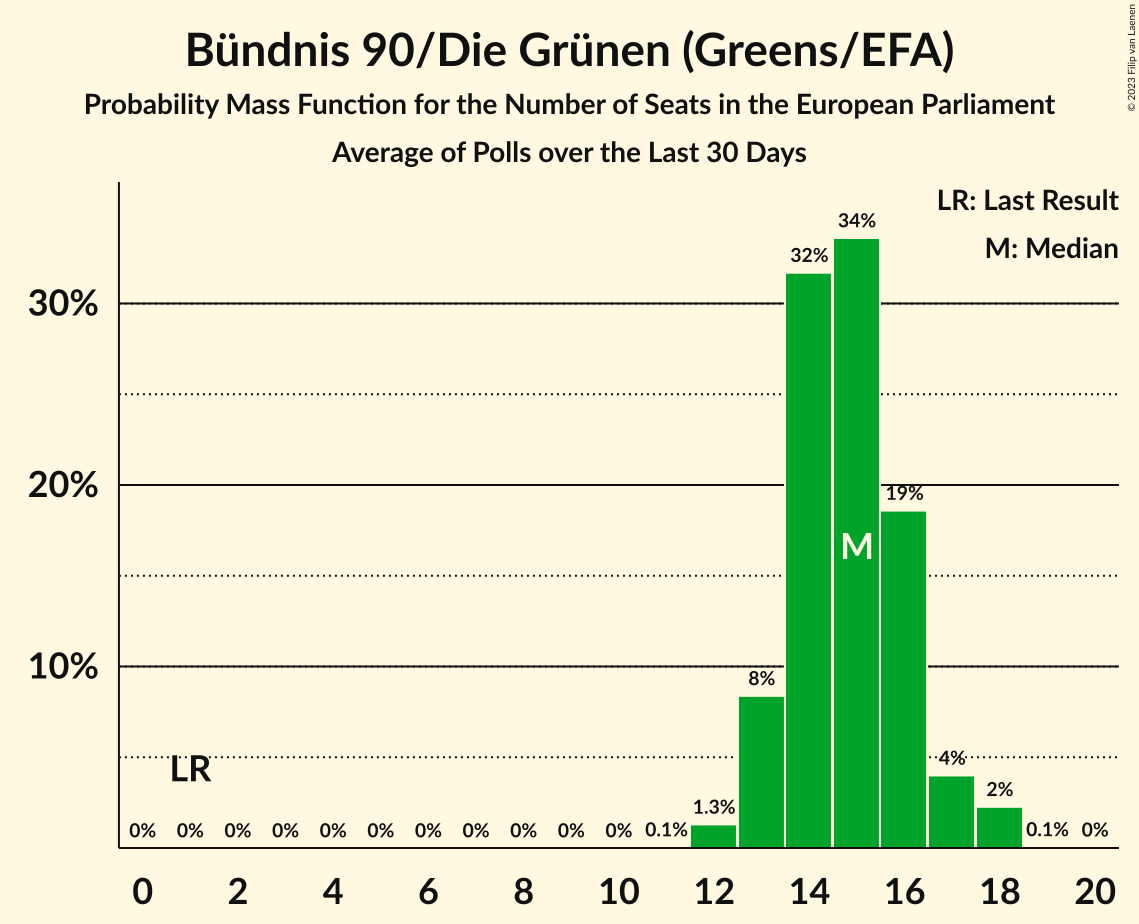 Bündnis 90/Die Grünen (Greens/EFA)
Probability Mass Function for the Number of Seats in the European Parliament
Average of Polls over the Last 30 Days
© 2023 Filip van Laenen
LR: Last Result
M: Median
34%
32%
30%
20%
19%
M
10%
8%
LR
4%
2%
1.3%
0% 0% 0% 0% 0% 0% 0% 0% 0% 0% 0% 0.1% 0.1% 0%
0 2 4 6 8 10 12 14 16 18 20